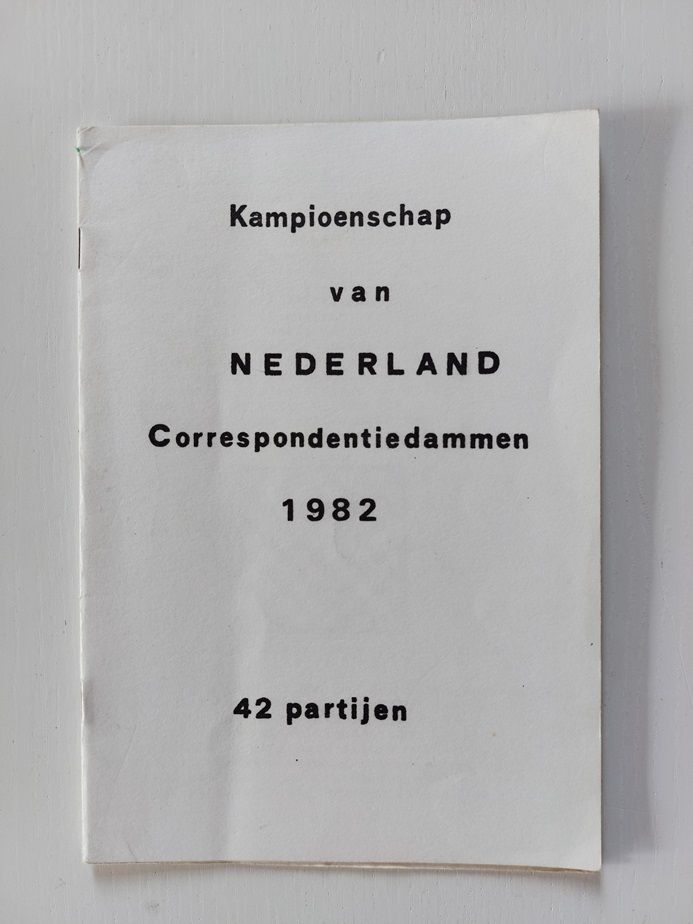 Kampioenschap
van
NEDERLAND
Correspondentiedammen
1982
42 partijen